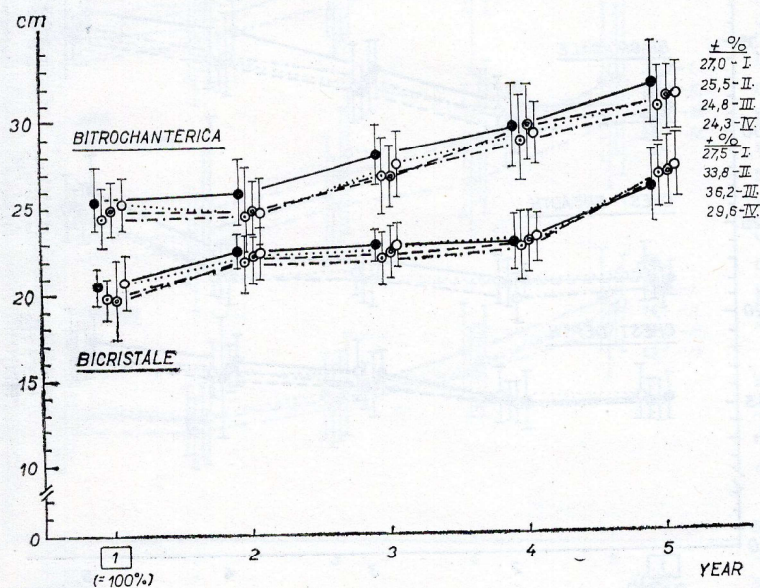 cm
30
25
20
15
10
0
BITROCHANTERICA
BICRISTALE
± %
27,0 - I.
25,5 - II.
24,8 - III.
24,3 - IV.
± %
27,5 - I.
33,8 - II.
36,2 - III.
29,6 - IV.
1 2 3 4 5 YEAR
(= 100%)